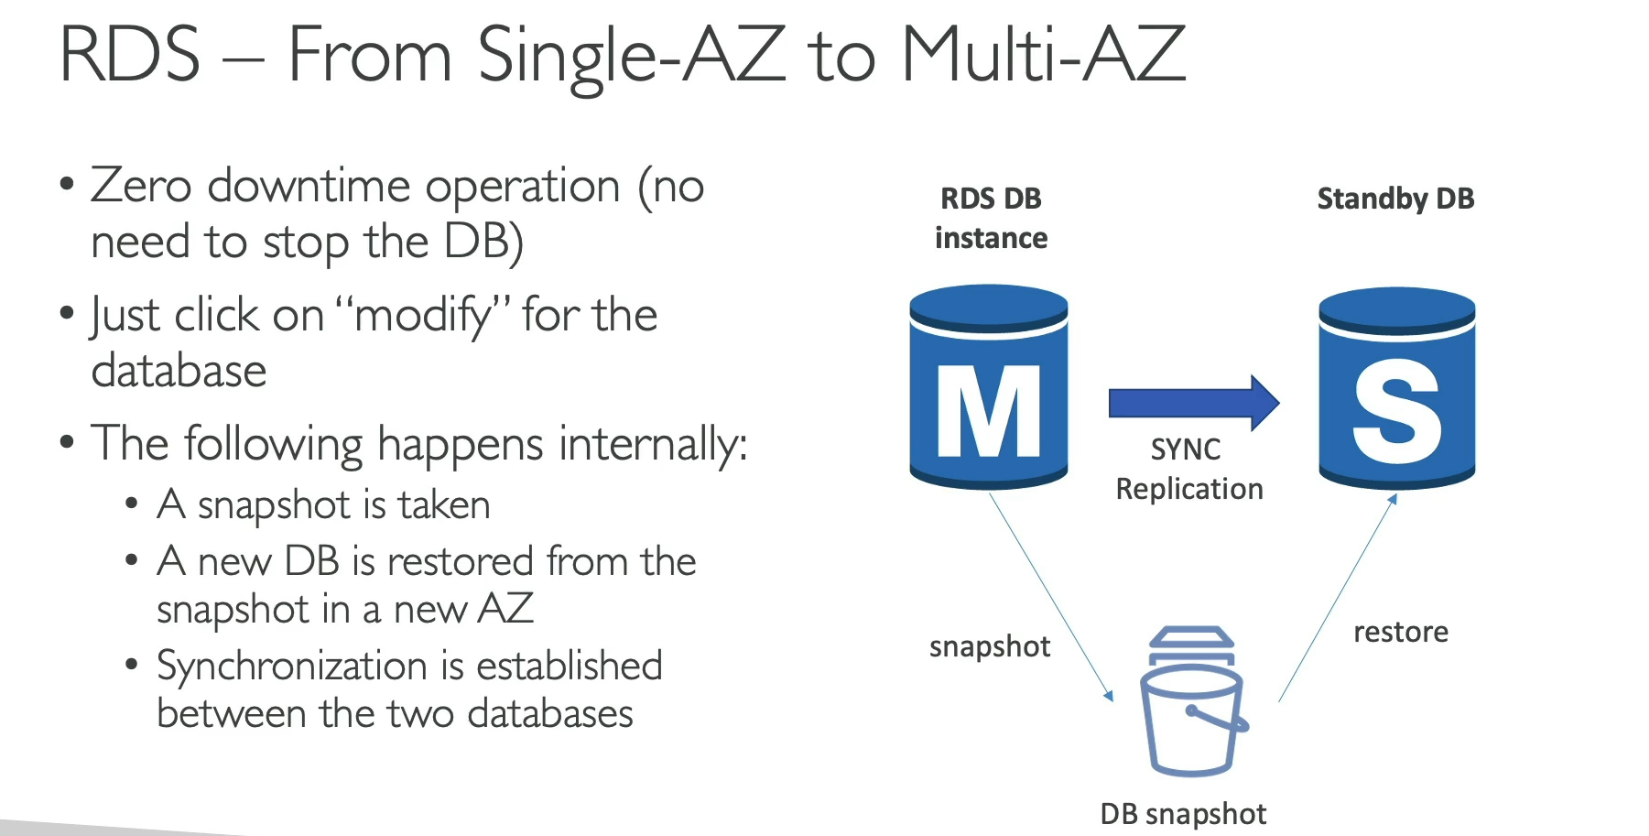 RDS – From Single-AZ to Multi-AZ
• Zero downtime operation (no
need to stop the DB)
• Just click on “modify” for the
database
• The following happens internally:
• A snapshot is taken
• A new DB is restored from the
snapshot in a new AZ
• Synchronization is established
between the two databases
RDS DB
instance
Standby DB
M
S
SYNC
Replication
snapshot
restore
DB snapshot